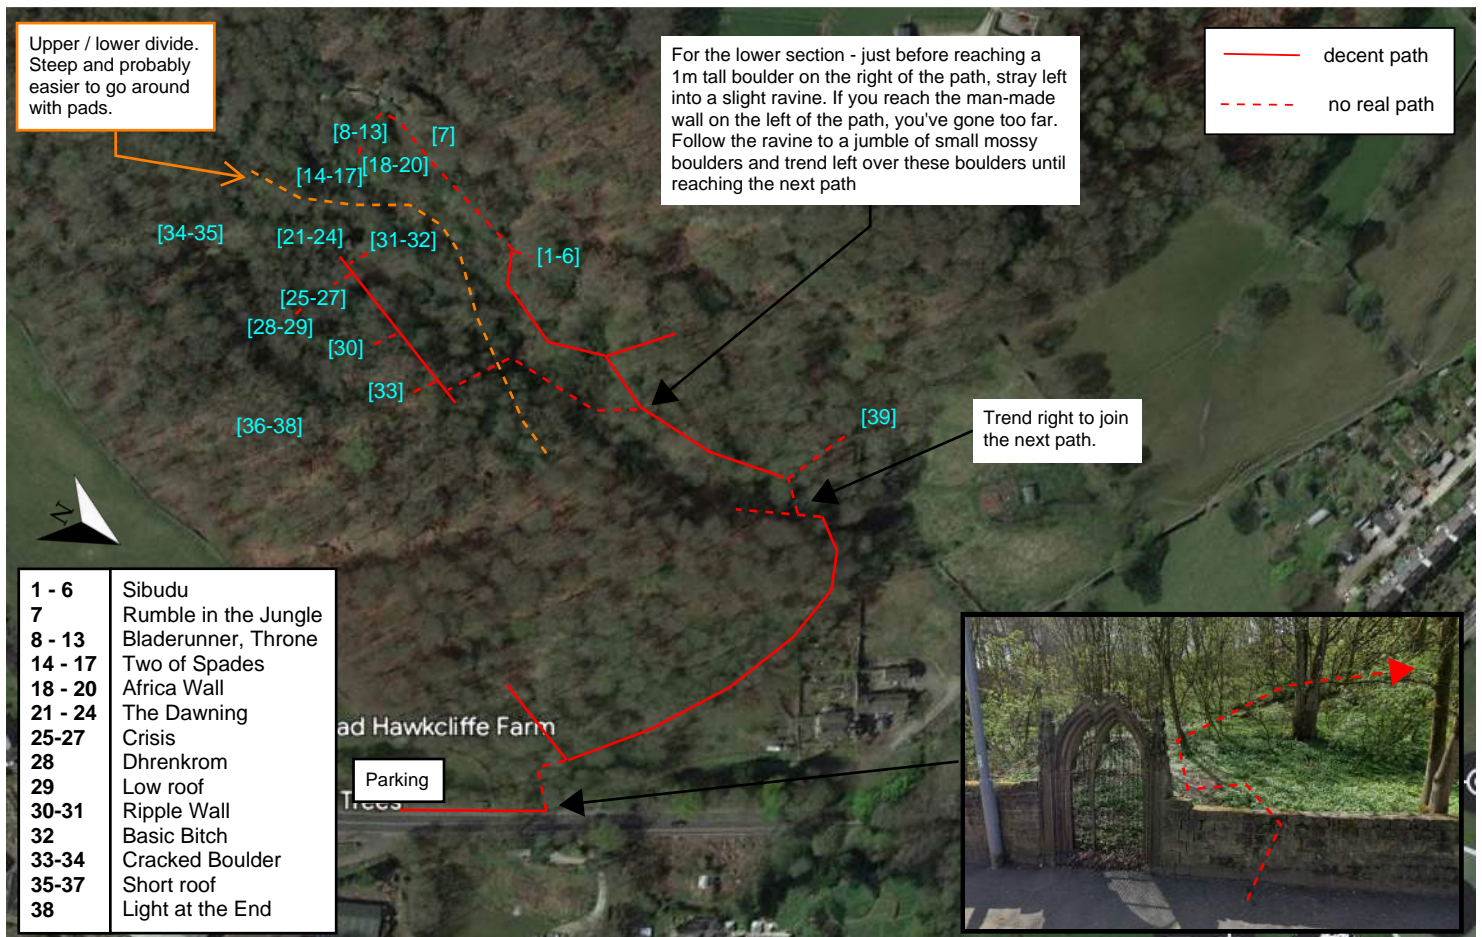 Upper / lower divide.
Steep and probably
easier to go around
with pads.
For the lower section - just before reaching a
1m tall boulder on the right of the path, stray left
into a slight ravine. If you reach the man-made
wall on the left of the path, you've gone too far.
Follow the ravine to a jumble of small mossy
boulders and trend left over these boulders until
reaching the next path
decent path
no real path
[8-13]
[7]
[18-20]
[14-17]
[34-35]
[21-24]
[31-32]
[1-6]
[25-27]
[28-29]
[30]
[33]
[36-38]
[39]
Trend right to join
the next path.
N
1 - 6 Sibudu
7 Rumble in the Jungle
8 - 13 Bladerunner, Throne
14 - 17 Two of Spades
18 - 20 Africa Wall
21 - 24 The Dawning
25-27 Crisis
28 Dhrenkrom
29 Low roof
30-31 Ripple Wall
32 Basic Bitch
33-34 Cracked Boulder
35-37 Short roof
38 Light at the End
ad Hawkcliffe Farm
Parking
Trees